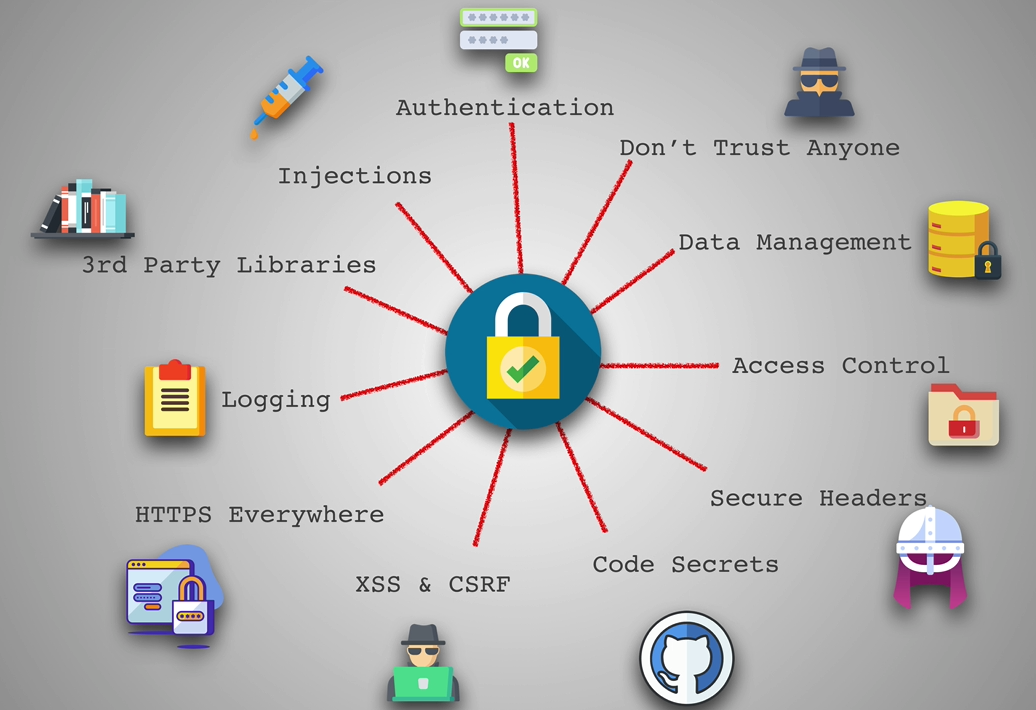 OK
Authentication
Don't Trust Anyone
Injections
Data Management
3rd Party Libraries
Access Control
Logging
Secure Headers
HTTPS Everywhere
Code Secrets
XSS & CSRF